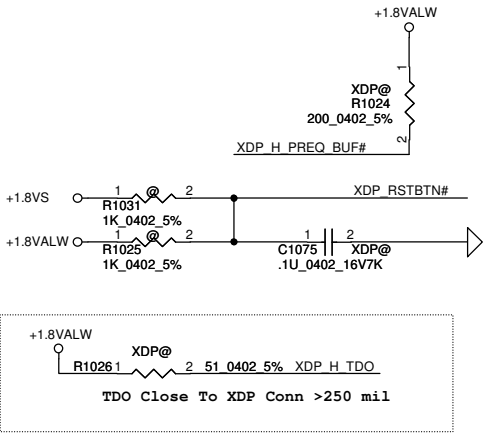 +1.8VALW
1
XDP@
R1024
200_0402_5%
2
XDP_H_PREQ_BUF#
+1.8VS
1 @ 2
R1031
1K_0402_5%
XDP_RSTBTN#
+1.8VALW
1 @ 2
R1025
1K_0402_5%
1 2
C1075 XDP@
.1U_0402_16V7K
+1.8VALW
XDP@
R1026 1 2 51_0402_5% XDP_H_TDO
TDO Close To XDP Conn >250 mil